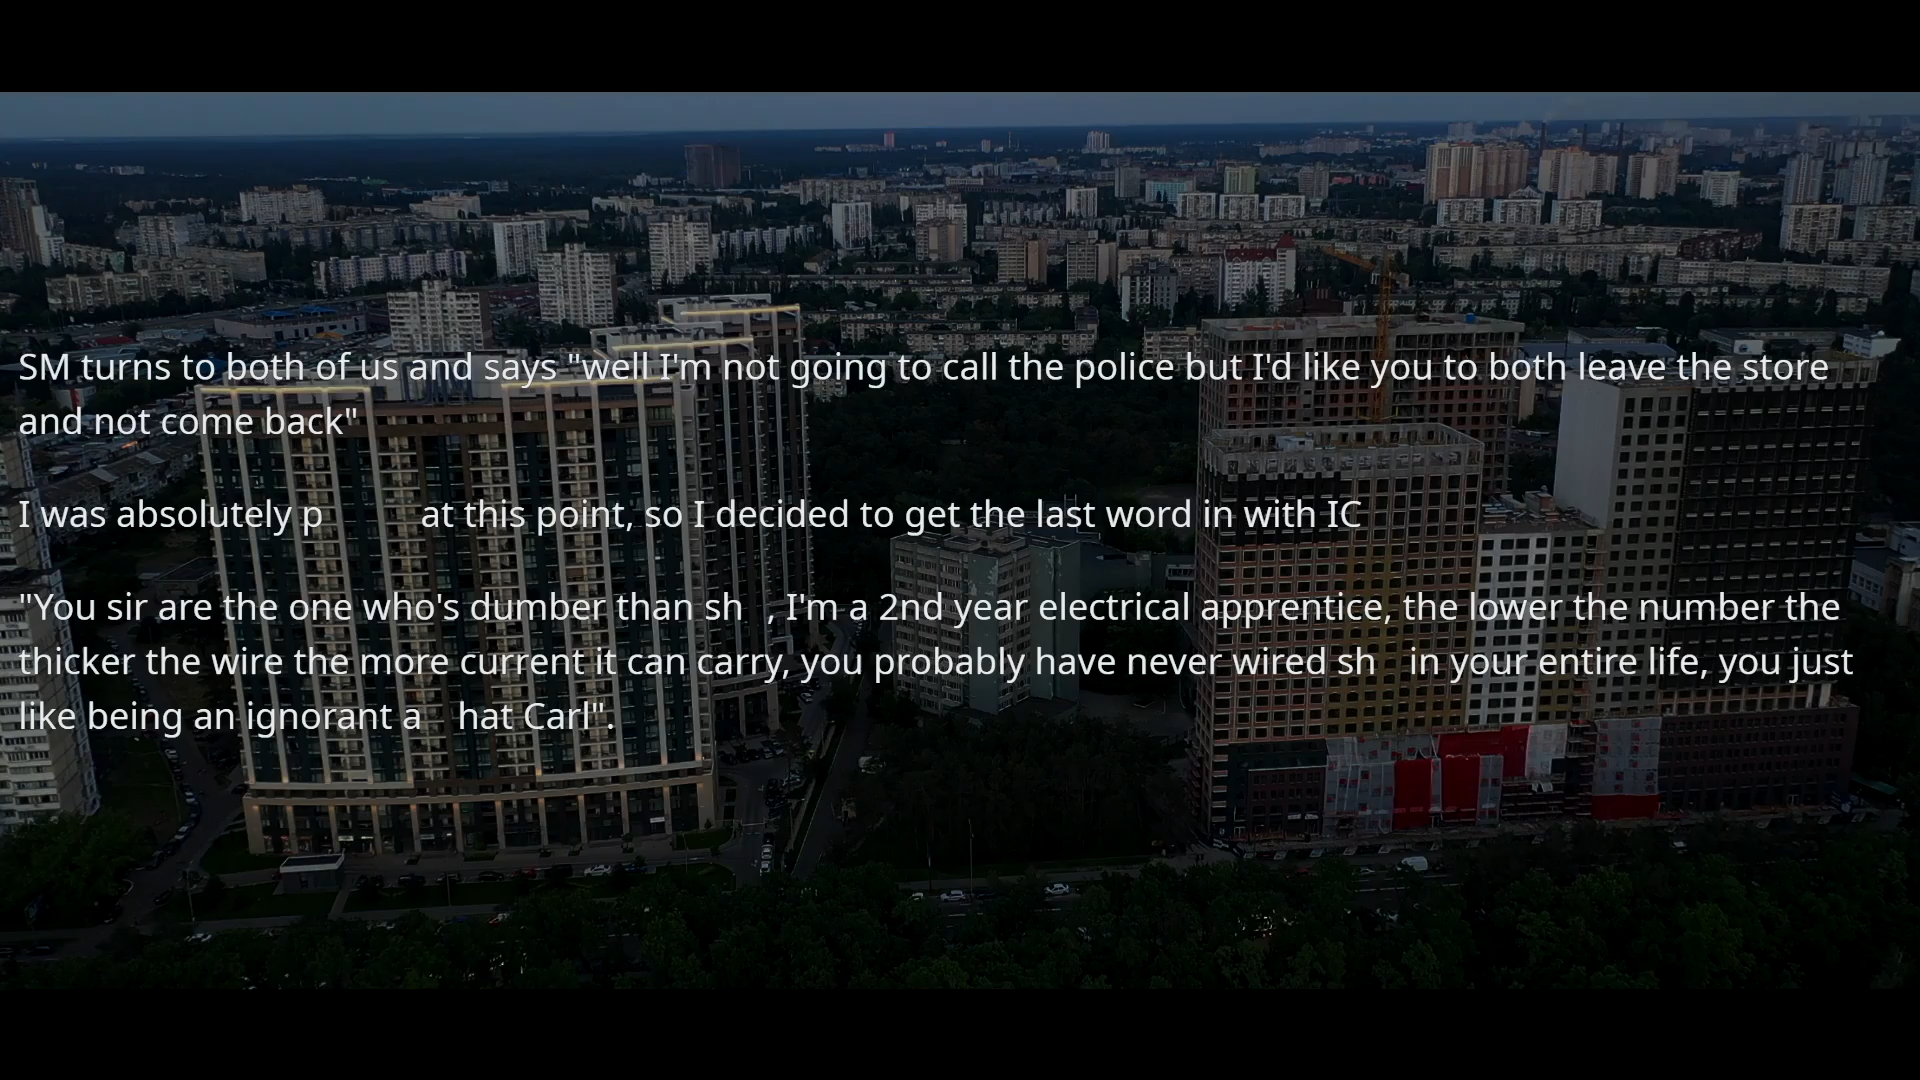 SM turns to both of us and says "well I'm not going to call the police but I'd like you to both leave the store
and not come back"
I was absolutely p at this point, so I decided to get the last word in with IC
"You sir are the one who's dumber than sh , I'm a 2nd year electrical apprentice, the lower the number the
thicker the wire the more current it can carry, you probably have never wired sh in your entire life, you just
like being an ignorant a hat Carl".